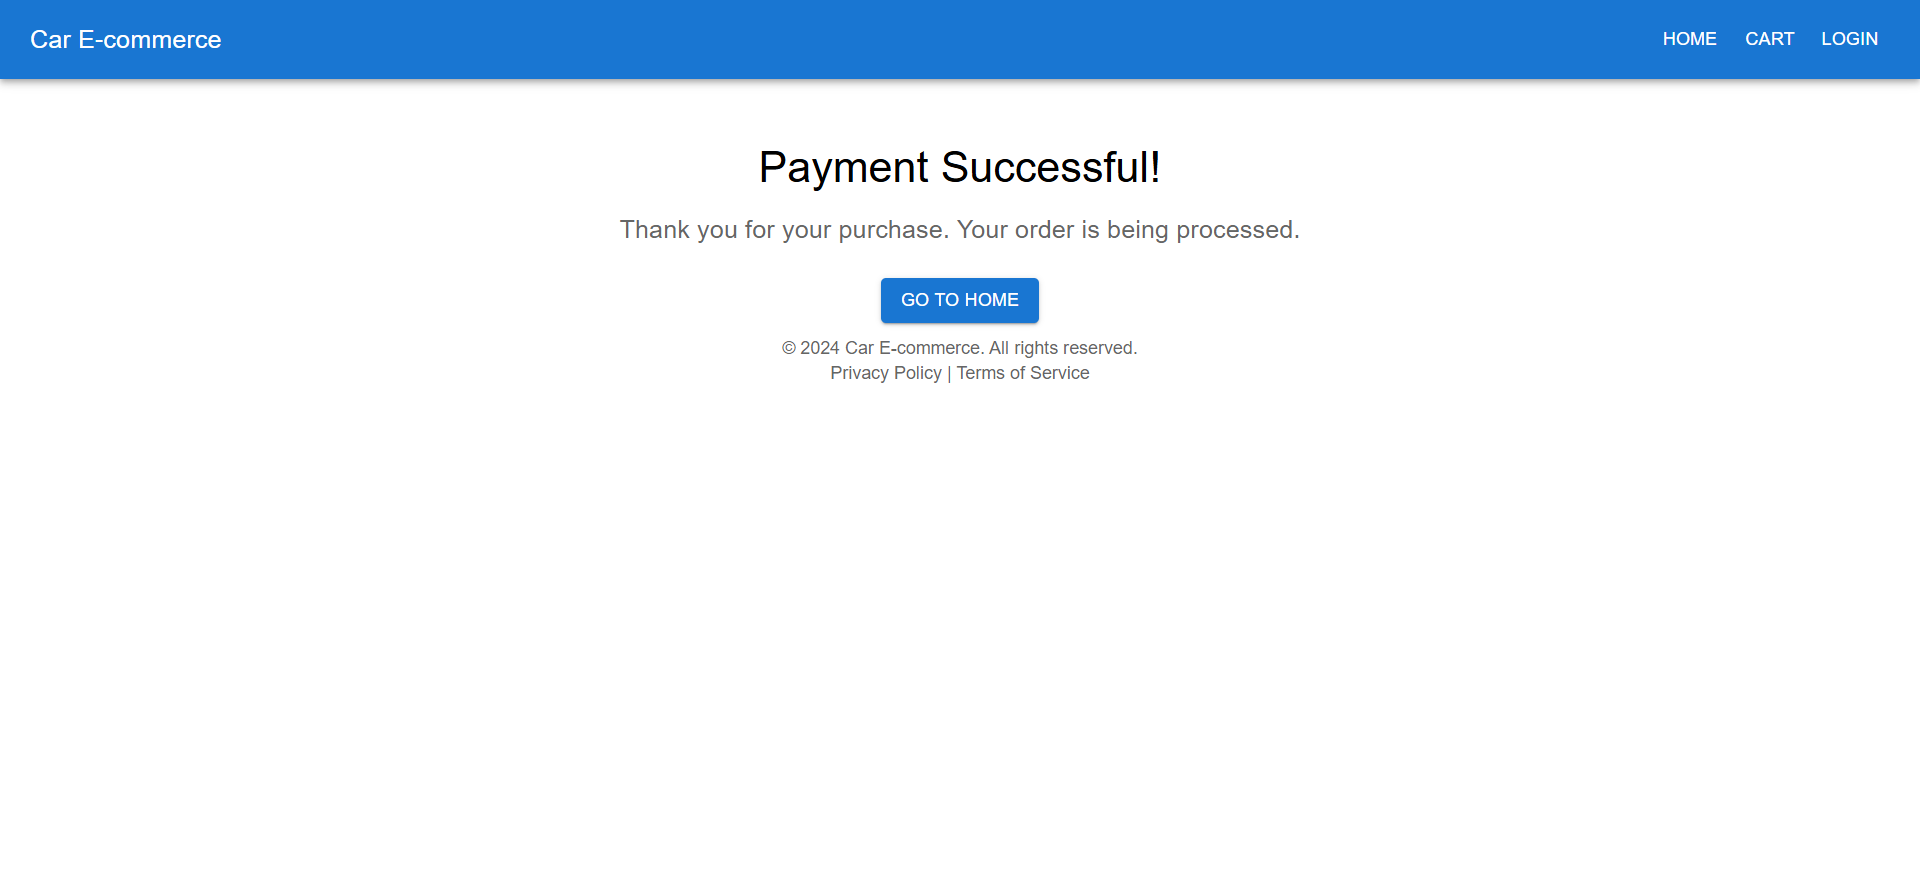 Car E-commerce
HOME CART LOGIN
Payment Successful!
Thank you for your purchase. Your order is being processed.
GO TO HOME
© 2024 Car E-commerce. All rights reserved.
Privacy Policy | Terms of Service